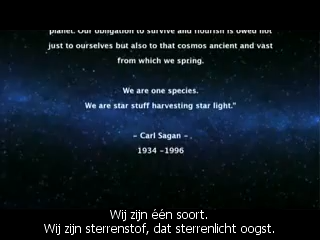 planet. Our obligation to survive and flourish is owed not
just to ourselves but also to that cosmos ancient and vast
from which we spring.
We are one species.
We are star stuff harvesting star light."
– Carl Sagan –
1934 –1996
Wij zijn één soort.
Wij zijn sterrenstof, dat sterrenlicht oogst.